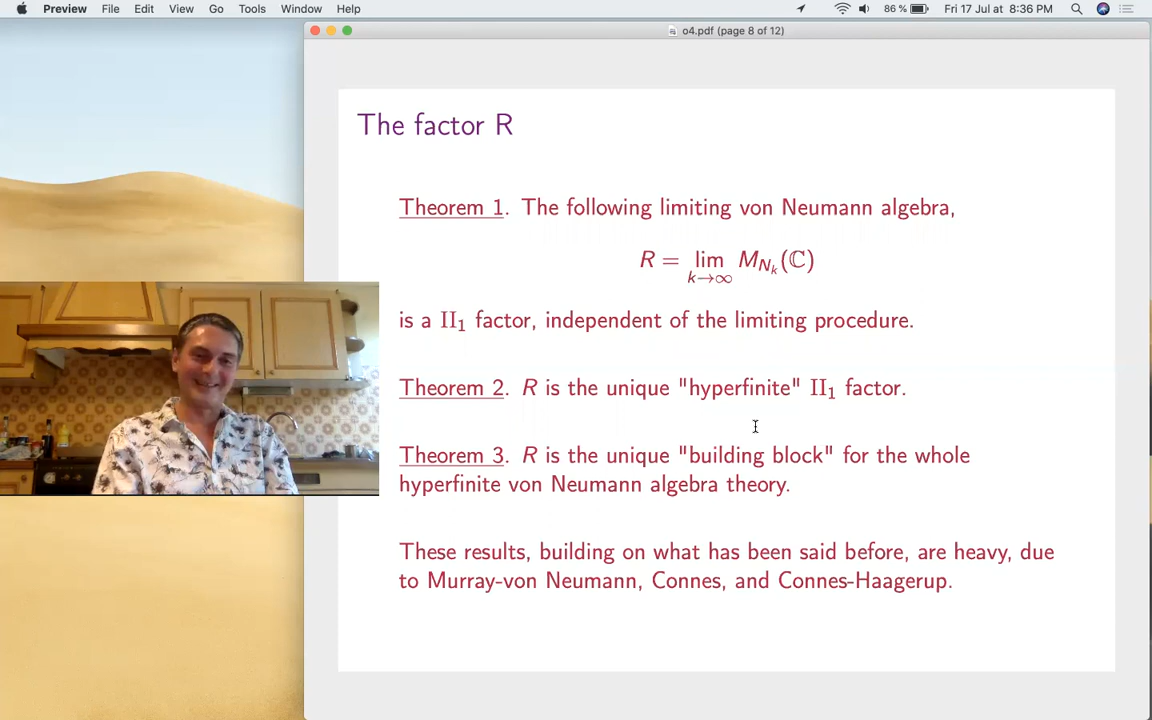 Preview File Edit View Go Tools Window Help 86 % Fri 17 Jul at 8:36 PM
o4.pdf (page 8 of 12)
The factor R
Theorem 1. The following limiting von Neumann algebra,
R = lim M_{N_k}(ℂ)
k→∞
is a II₁ factor, independent of the limiting procedure.
Theorem 2. R is the unique "hyperfinite" II₁ factor.
Theorem 3. R is the unique "building block" for the whole
hyperfinite von Neumann algebra theory.
These results, building on what has been said before, are heavy, due
to Murray-von Neumann, Connes, and Connes-Haagerup.